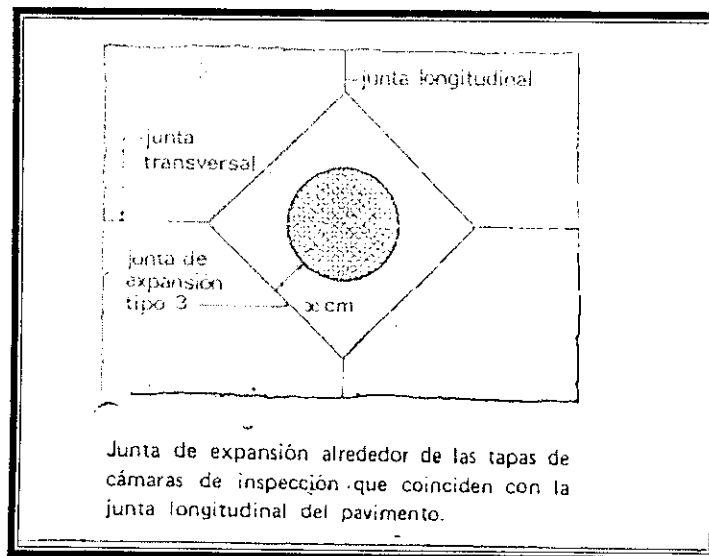 junta longitudinal
junta
transversal
junta de
expansión
tipo 3
x cm
Junta de expansión alrededor de las tapas de
cámaras de inspección que coinciden con la
junta longitudinal del pavimento.